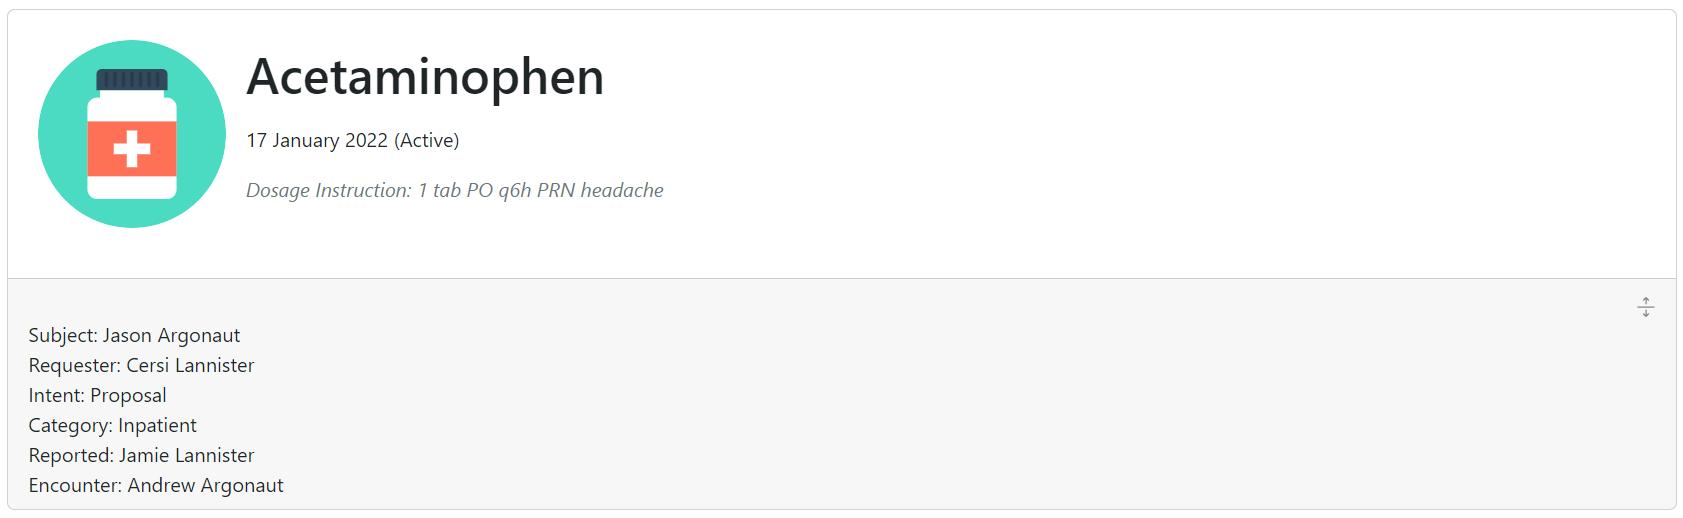 Acetaminophen
17 January 2022 (Active)
Dosage Instruction: 1 tab PO q6h PRN headache
Subject: Jason Argonaut
Requester: Cersi Lannister
Intent: Proposal
Category: Inpatient
Reported: Jamie Lannister
Encounter: Andrew Argonaut